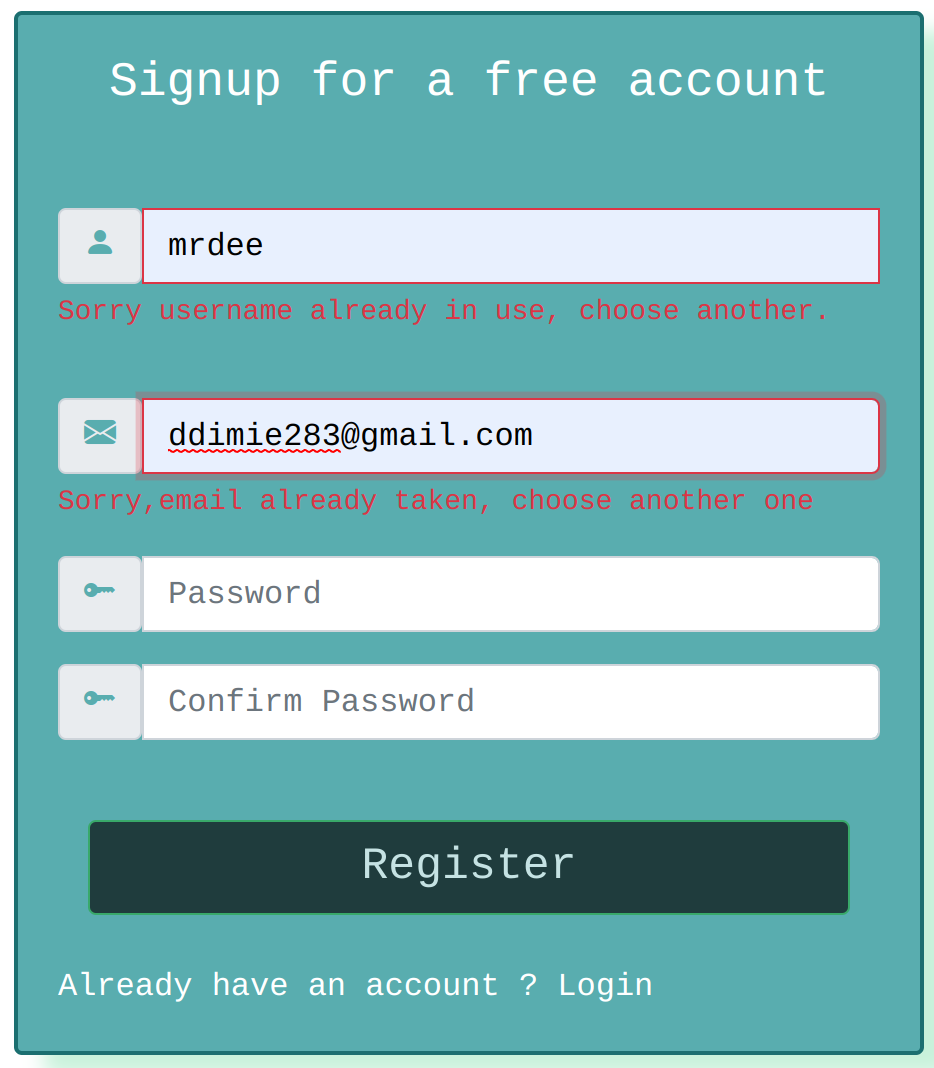 Signup for a free account
mrdee
Sorry username already in use, choose another.
ddimie283@gmail.com
Sorry,email already taken, choose another one
Password
Confirm Password
Register
Already have an account ? Login